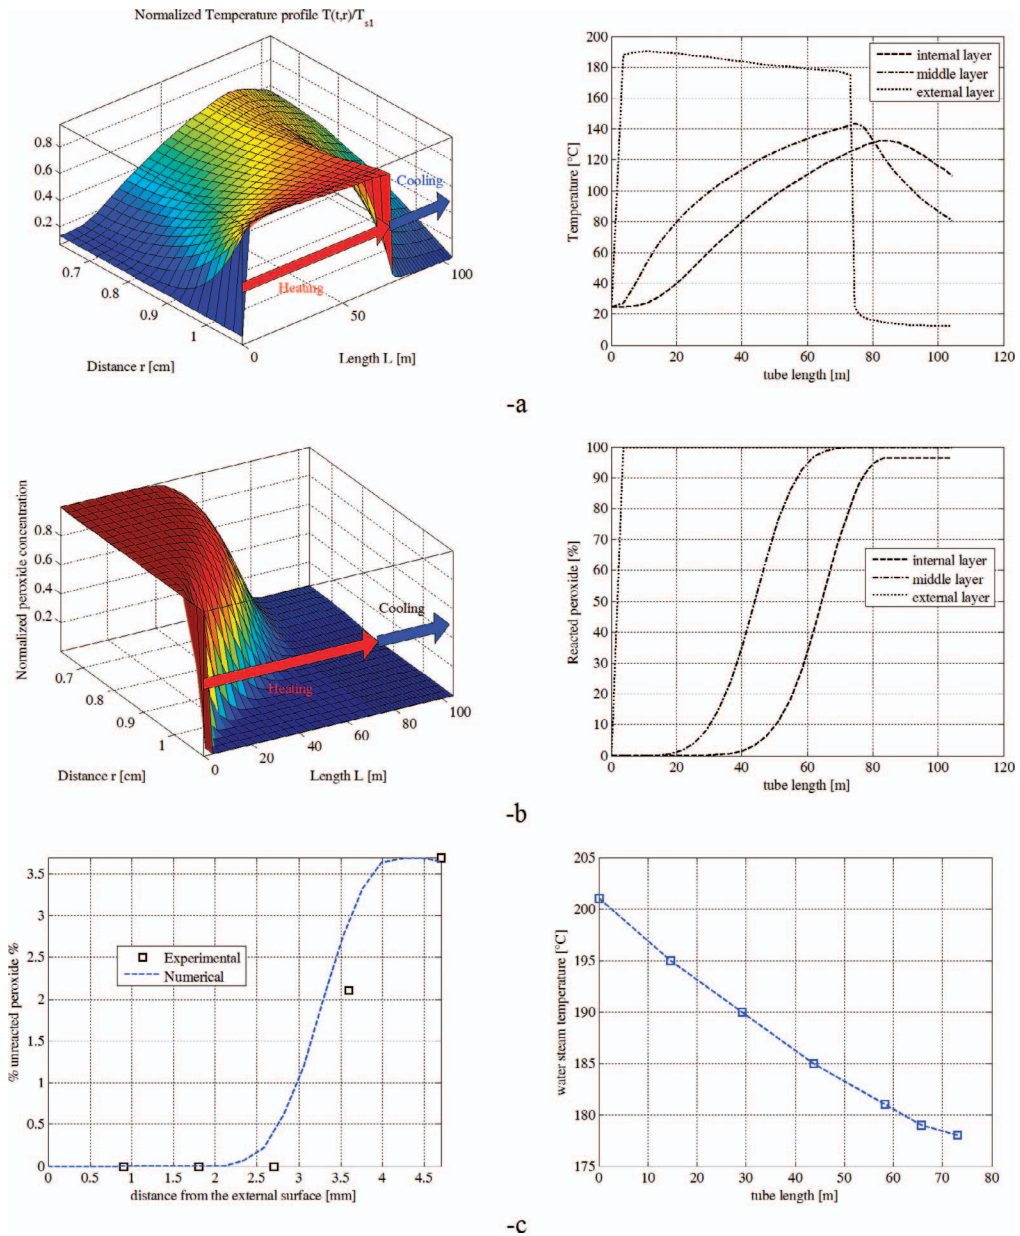 Normalized Temperature profile T(t,r)/Ts1
0.8
0.6
0.4
0.2
0.7
0.8
0.9
1
0
50
100
Cooling
Heating
Distance r [cm]
Length L [m]
200
180
160
140
120
100
80
60
40
20
0
Temperature [°C]
internal layer
middle layer
external layer
0 20 40 60 80 100 120
tube length [m]
-a
Normalized peroxide concentration
0.8
0.6
0.4
0.2
0.7
0.8
0.9
1
0
20
40
60
80
100
Cooling
Heating
Distance r [cm]
Length L [m]
100
90
80
70
60
50
40
30
20
10
0
Reacted peroxide [%]
internal layer
middle layer
external layer
0 20 40 60 80 100 120
tube length [m]
-b
3.5
3
2.5
2
1.5
1
0.5
0
% unreacted peroxide %
Experimental
Numerical
0 0.5 1 1.5 2 2.5 3 3.5 4 4.5
distance from the external surface [mm]
205
200
195
190
185
180
175
water steam temperature [°C]
0 10 20 30 40 50 60 70 80
tube length [m]
-c